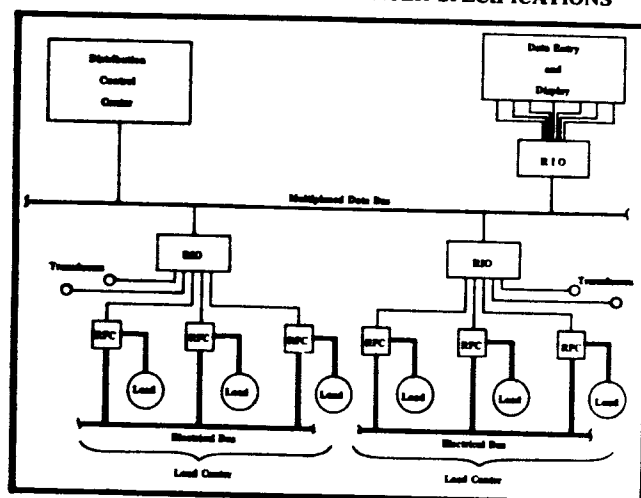 SPECIFICATIONS
Distribution
Control
Center
Data Entry
and
Display
RIO
Multiplexed Data Bus
RIO
RIO
Transducers
Transducers
RPC
RPC
RPC
RPC
RPC
RPC
Load
Load
Load
Load
Load
Load
Electrical Bus
Electrical Bus
Load Center
Load Center